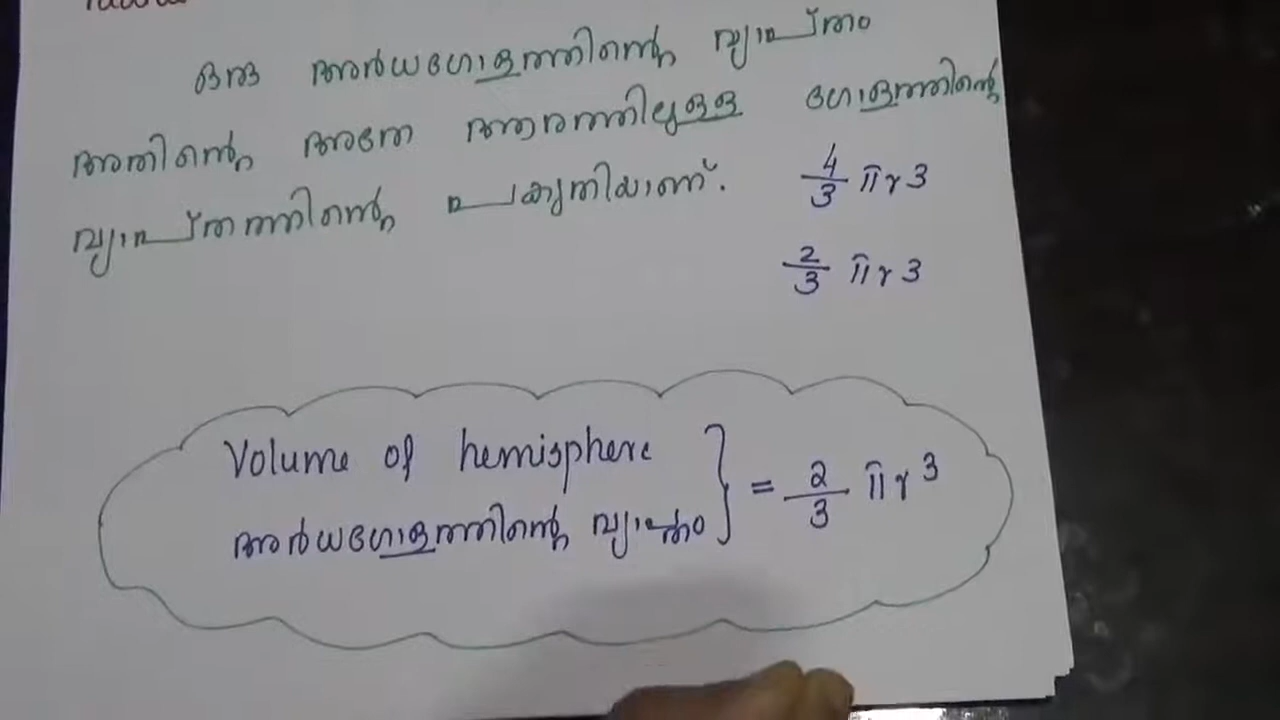 ഒരു അർധഗോളത്തിന്റെ വ്യാപ്തം
അതിന്റെ അതേ ആരത്തിലുള്ള ഗോളത്തിന്റെ
വ്യാപ്തത്തിന്റെ പകുതിയാണ്.
4/3 πr3
2/3 πr3
Volume of hemisphere
അർധഗോളത്തിന്റെ വ്യാപ്തം } = 2/3 πr³